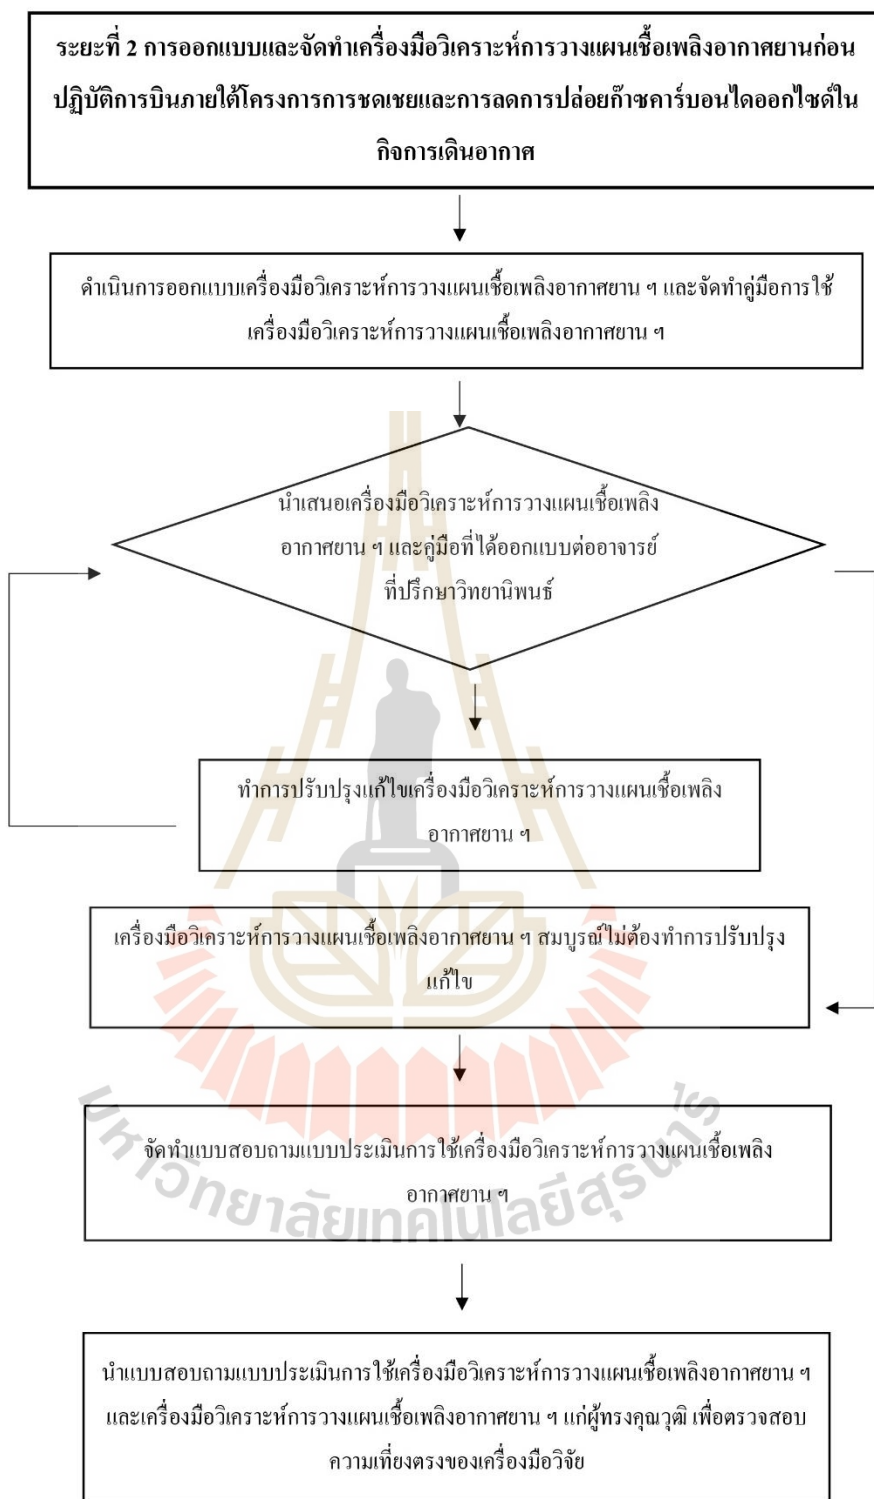 ระยะที่ 2 การออกแบบและจัดทำเครื่องมือวิเคราะห์การวางแผนเชื้อเพลิงอากาศยานก่อน
ปฏิบัติการบินภายใต้โครงการการชดเชยและการลดการปล่อยก๊าซคาร์บอนไดออกไซด์ใน
กิจการเดินอากาศ
ดำเนินการออกแบบเครื่องมือวิเคราะห์การวางแผนเชื้อเพลิงอากาศยาน ฯ และจัดทำคู่มือการใช้
เครื่องมือวิเคราะห์การวางแผนเชื้อเพลิงอากาศยาน ฯ
นำเสนอเครื่องมือวิเคราะห์การวางแผนเชื้อเพลิง
อากาศยาน ฯ และคู่มือที่ได้ออกแบบต่ออาจารย์
ที่ปรึกษาวิทยานิพนธ์
ทำการปรับปรุงแก้ไขเครื่องมือวิเคราะห์การวางแผนเชื้อเพลิง
อากาศยาน ฯ
เครื่องมือวิเคราะห์การวางแผนเชื้อเพลิงอากาศยาน ฯ สมบูรณ์ไม่ต้องทำการปรับปรุง
แก้ไข
จัดทำแบบสอบถามแบบประเมินการใช้เครื่องมือวิเคราะห์การวางแผนเชื้อเพลิง
อากาศยาน ฯ
มหาวิทยาลัยเทคโนโลยีสุรนารี
นำแบบสอบถามแบบประเมินการใช้เครื่องมือวิเคราะห์การวางแผนเชื้อเพลิงอากาศยาน ฯ
และเครื่องมือวิเคราะห์การวางแผนเชื้อเพลิงอากาศยาน ฯ แก่ผู้ทรงคุณวุฒิ เพื่อตรวจสอบ
ความเที่ยงตรงของเครื่องมือวิจัย